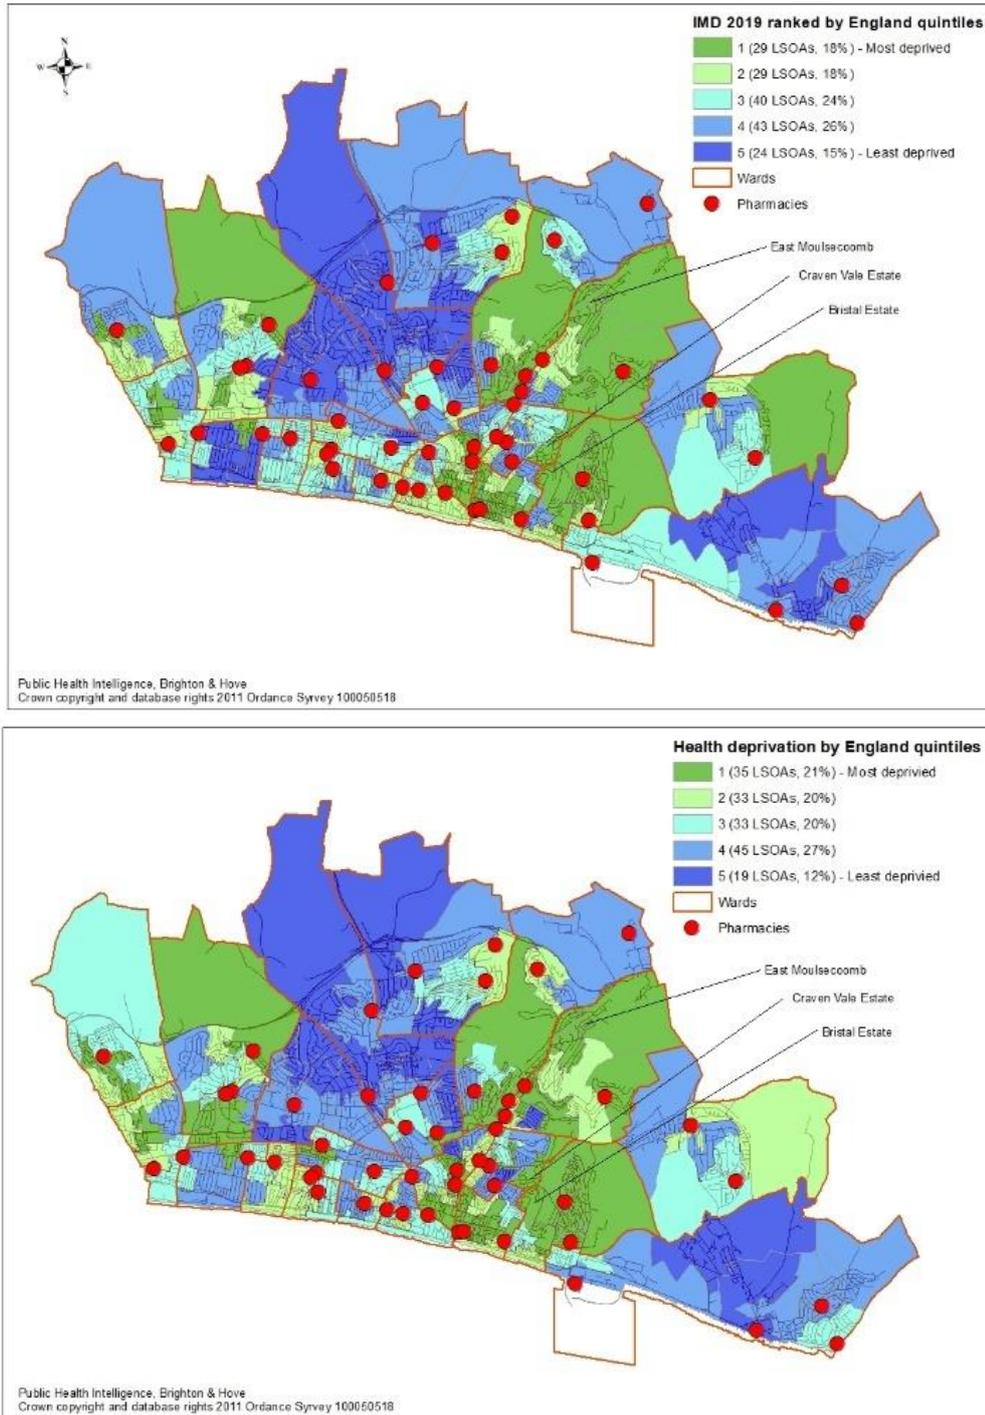 IMD 2019 ranked by England quintiles
N
W E
S
1 (29 LSOAs, 18%) - Most deprived
2 (29 LSOAs, 18%)
3 (40 LSOAs, 24%)
4 (43 LSOAs, 26%)
5 (24 LSOAs, 15%) - Least deprived
Wards
Pharmacies
East Moulsecoomb
Craven Vale Estate
Bristal Estate
Public Health Intelligence, Brighton & Hove
Crown copyright and database rights 2011 Ordance Syrvey 100050518
Health deprivation by England quintiles
1 (35 LSOAs, 21%) - Most deprivied
2 (33 LSOAs, 20%)
3 (33 LSOAs, 20%)
4 (45 LSOAs, 27%)
5 (19 LSOAs, 12%) - Least deprivied
Wards
Pharmacies
East Moulsecoomb
Craven Vale Estate
Bristal Estate
Public Health Intelligence, Brighton & Hove
Crown copyright and database rights 2011 Ordance Syrvey 100050518